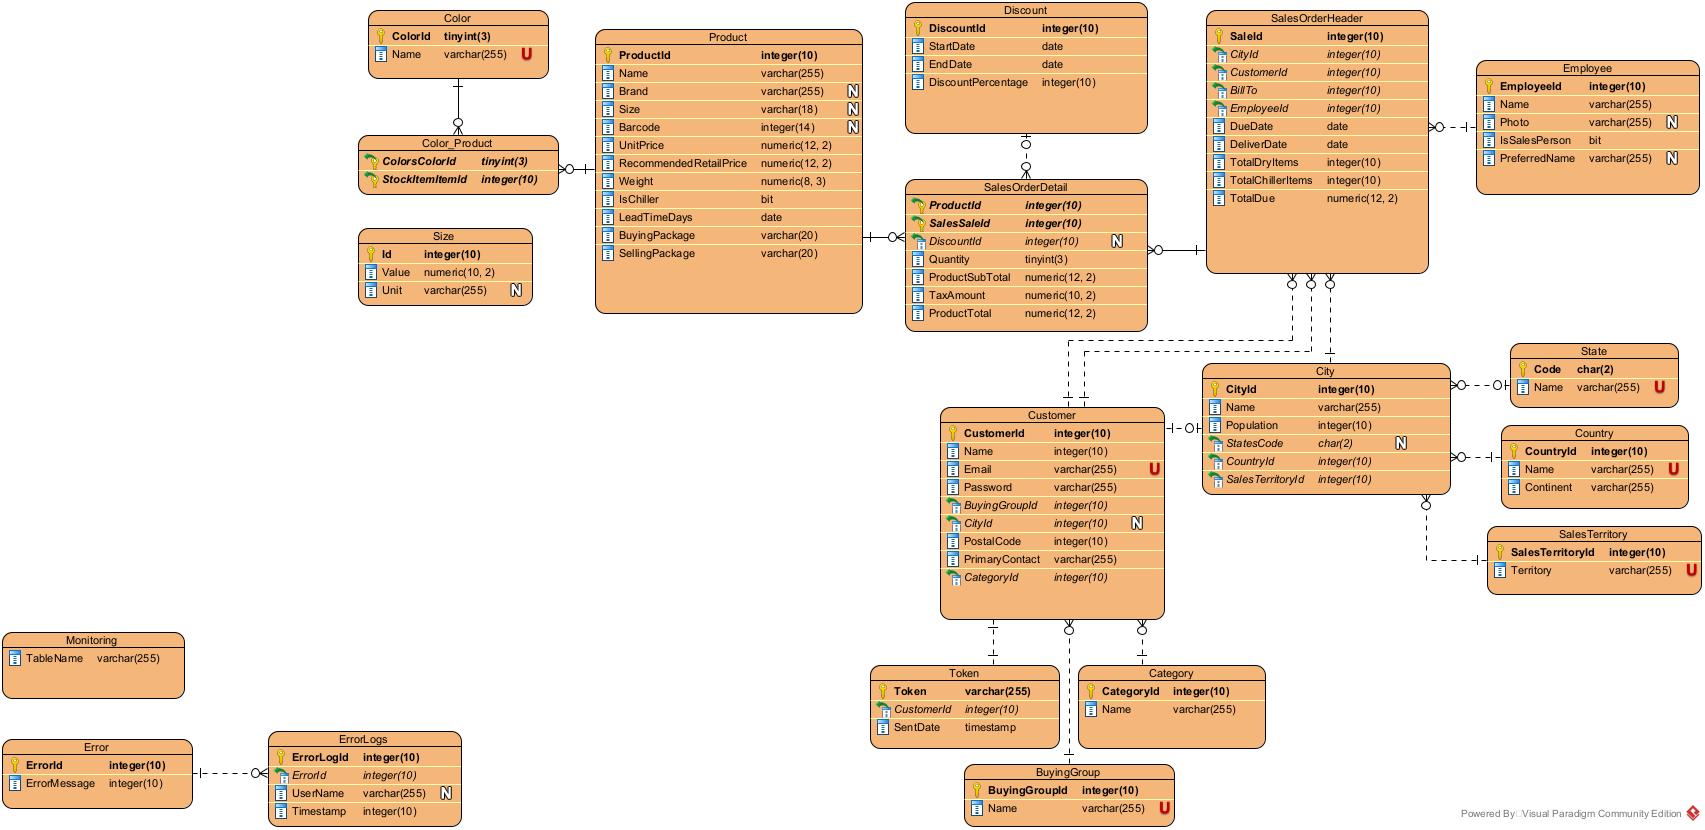 Color
ColorId tinyint(3)
Name varchar(255) U
Color_Product
ColorsColorId tinyint(3)
StockItemItemId integer(10)
Size
Id integer(10)
Value numeric(10, 2)
Unit varchar(255) N
Product
ProductId integer(10)
Name varchar(255)
Brand varchar(255) N
Size varchar(18) N
Barcode integer(14) N
UnitPrice numeric(12, 2)
RecommendedRetailPrice numeric(12, 2)
Weight numeric(8, 3)
IsChiller bit
LeadTimeDays date
BuyingPackage varchar(20)
SellingPackage varchar(20)
Discount
DiscountId integer(10)
StartDate date
EndDate date
DiscountPercentage integer(10)
SalesOrderDetail
ProductId integer(10)
SalesSaleId integer(10)
DiscountId integer(10) N
Quantity tinyint(3)
ProductSubTotal numeric(12, 2)
TaxAmount numeric(10, 2)
ProductTotal numeric(12, 2)
SalesOrderHeader
SaleId integer(10)
CityId integer(10)
CustomerId integer(10)
BillTo integer(10)
EmployeeId integer(10)
DueDate date
DeliverDate date
TotalDryItems integer(10)
TotalChillerItems integer(10)
TotalDue numeric(12, 2)
Employee
EmployeeId integer(10)
Name varchar(255)
Photo varchar(255) N
IsSalesPerson bit
PreferredName varchar(255) N
State
Code char(2)
Name varchar(255) U
City
CityId integer(10)
Name varchar(255)
Population integer(10)
StatesCode char(2) N
CountryId integer(10)
SalesTerritoryId integer(10)
Country
CountryId integer(10)
Name varchar(255) U
Continent varchar(255)
SalesTerritory
SalesTerritoryId integer(10)
Territory varchar(255) U
Customer
CustomerId integer(10)
Name integer(10)
Email varchar(255) U
Password varchar(255)
BuyingGroupId integer(10)
CityId integer(10) N
PostalCode integer(10)
PrimaryContact varchar(255)
CategoryId integer(10)
Token
Token varchar(255)
CustomerId integer(10)
SentDate timestamp
Category
CategoryId integer(10)
Name varchar(255)
BuyingGroup
BuyingGroupId integer(10)
Name varchar(255) U
Monitoring
TableName varchar(255)
Error
ErrorId integer(10)
ErrorMessage integer(10)
ErrorLogs
ErrorLogId integer(10)
ErrorId integer(10)
UserName varchar(255) N
Timestamp integer(10)
Powered By Visual Paradigm Community Edition